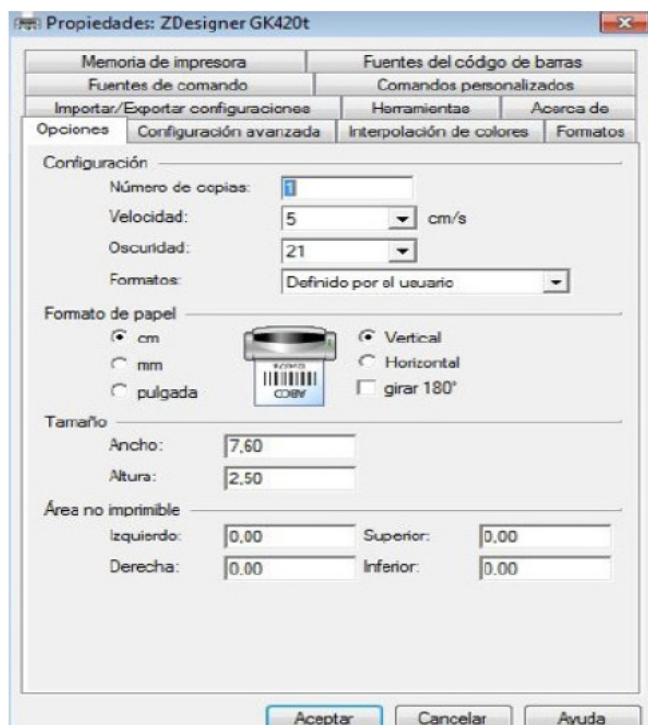 Propiedades: ZDesigner GK420t
Memoria de impresora Fuentes del código de barras
Fuentes de comando Comandos personalizados
Importar/Exportar configuraciones Herramientas Acerca de
Opciones Configuración avanzada Interpolación de colores Formatos
Configuración
Número de copias: 1
Velocidad: 5 cm/s
Oscuridad: 21
Formatos: Definido por el usuario
Formato de papel
cm Vertical
mm Horizontal
pulgada girar 180°
ABCD
Tamaño
Ancho: 7,60
Altura: 2,50
Área no imprimible
Izquierdo: 0,00 Superior: 0,00
Derecha: 0,00 Inferior: 0,00
Aceptar Cancelar Ayuda